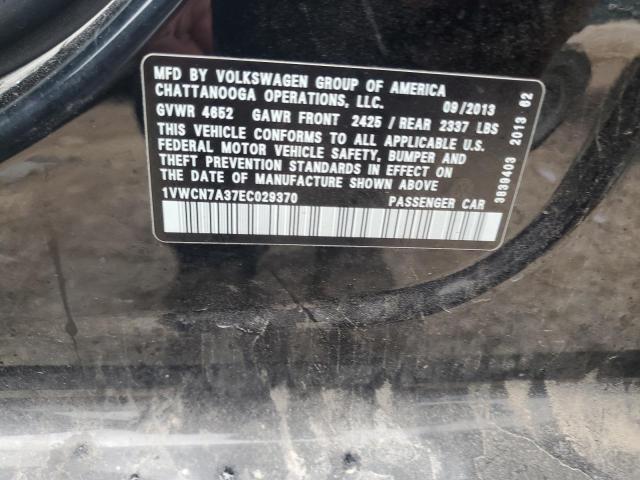 MFD BY VOLKSWAGEN GROUP OF AMERICA
CHATTANOOGA OPERATIONS, LLC. 09/2013
GVWR 4652 GAWR FRONT 2425 / REAR 2337 LBS
THIS VEHICLE CONFORMS TO ALL APPLICABLE U.S.
FEDERAL MOTOR VEHICLE SAFETY, BUMPER AND
THEFT PREVENTION STANDARDS IN EFFECT ON
THE DATE OF MANUFACTURE SHOWN ABOVE
1VWCN7A37EC029370 PASSENGER CAR
3830403 2013 62